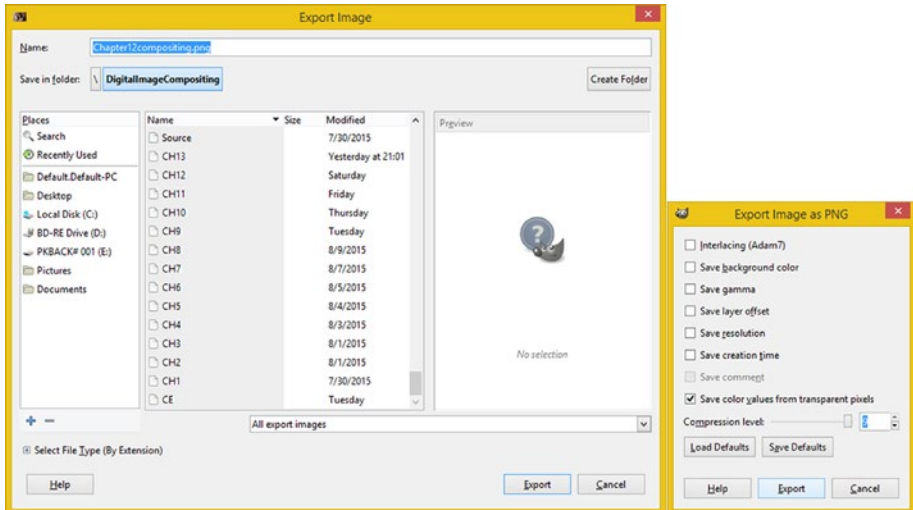 Export Image
Name: Chapter12compositing.png
Save in folder: \ DigitalImageCompositing Create Folder
Places
Search
Recently Used
Default.Default-PC
Desktop
Local Disk (C:)
BD-RE Drive (D:)
PKBACK# 001 (E:)
Pictures
Documents
Name Size Modified
Source 7/30/2015
CH13 Yesterday at 21:01
CH12 Saturday
CH11 Friday
CH10 Thursday
CH9 Tuesday
CH8 8/9/2015
CH7 8/7/2015
CH6 8/5/2015
CH5 8/4/2015
CH4 8/3/2015
CH3 8/1/2015
CH2 8/1/2015
CH1 7/30/2015
CE Tuesday
Preview
No selection
All export images
Select File Type (By Extension)
Help Export Cancel
Export Image as PNG
Interlacing (Adam7)
Save background color
Save gamma
Save layer offset
Save resolution
Save creation time
Save comment
Save color values from transparent pixels
Compression level: 9
Load Defaults Save Defaults
Help Export Cancel